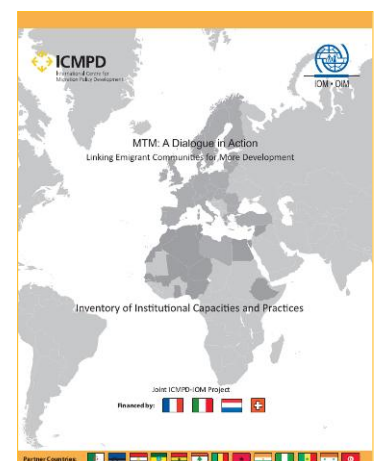 ICMPD
International Centre for
Migration Policy Development
IOM • OIM
MTM: A Dialogue in Action
Linking Emigrant Communities for More Development
Inventory of Institutional Capacities and Practices
Joint ICMPD-IOM Project
Financed by:
Partner Countries: